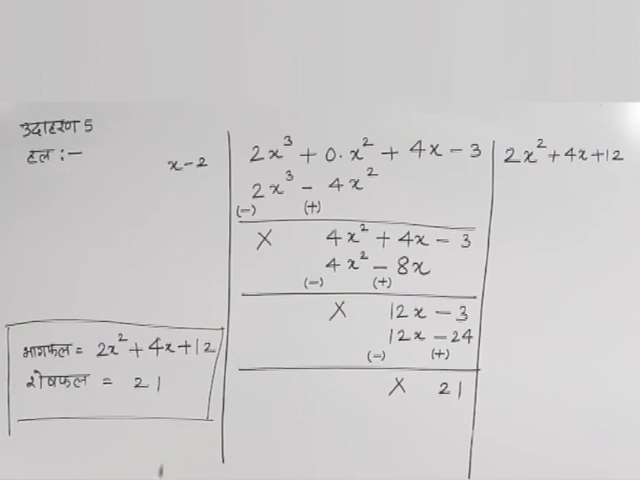 उदाहरण 5
हल :-
x-2
2x³ + 0.x² + 4x - 3
2x² + 4x + 12
2x³ - 4x²
(-) (+)
X 4x² + 4x - 3
4x² - 8x
(-) (+)
X 12x - 3
12x - 24
(-) (+)
X 21
भागफल = 2x² + 4x + 12
शेषफल = 21